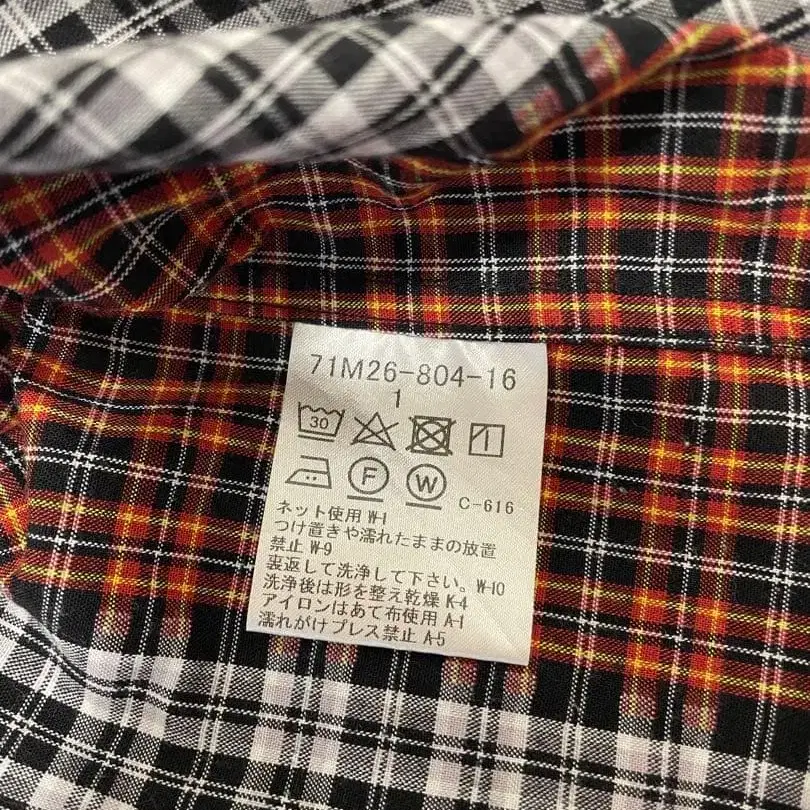 71M26-804-16
1
30
F W C-616
ネット使用 W-1
つけ置きや濡れたままの放置
禁止 W-9
裏返して洗浄して下さい。W-10
洗浄後は形を整え乾燥 K-4
アイロンはあて布使用 A-1
濡れがけプレス禁止 A-5